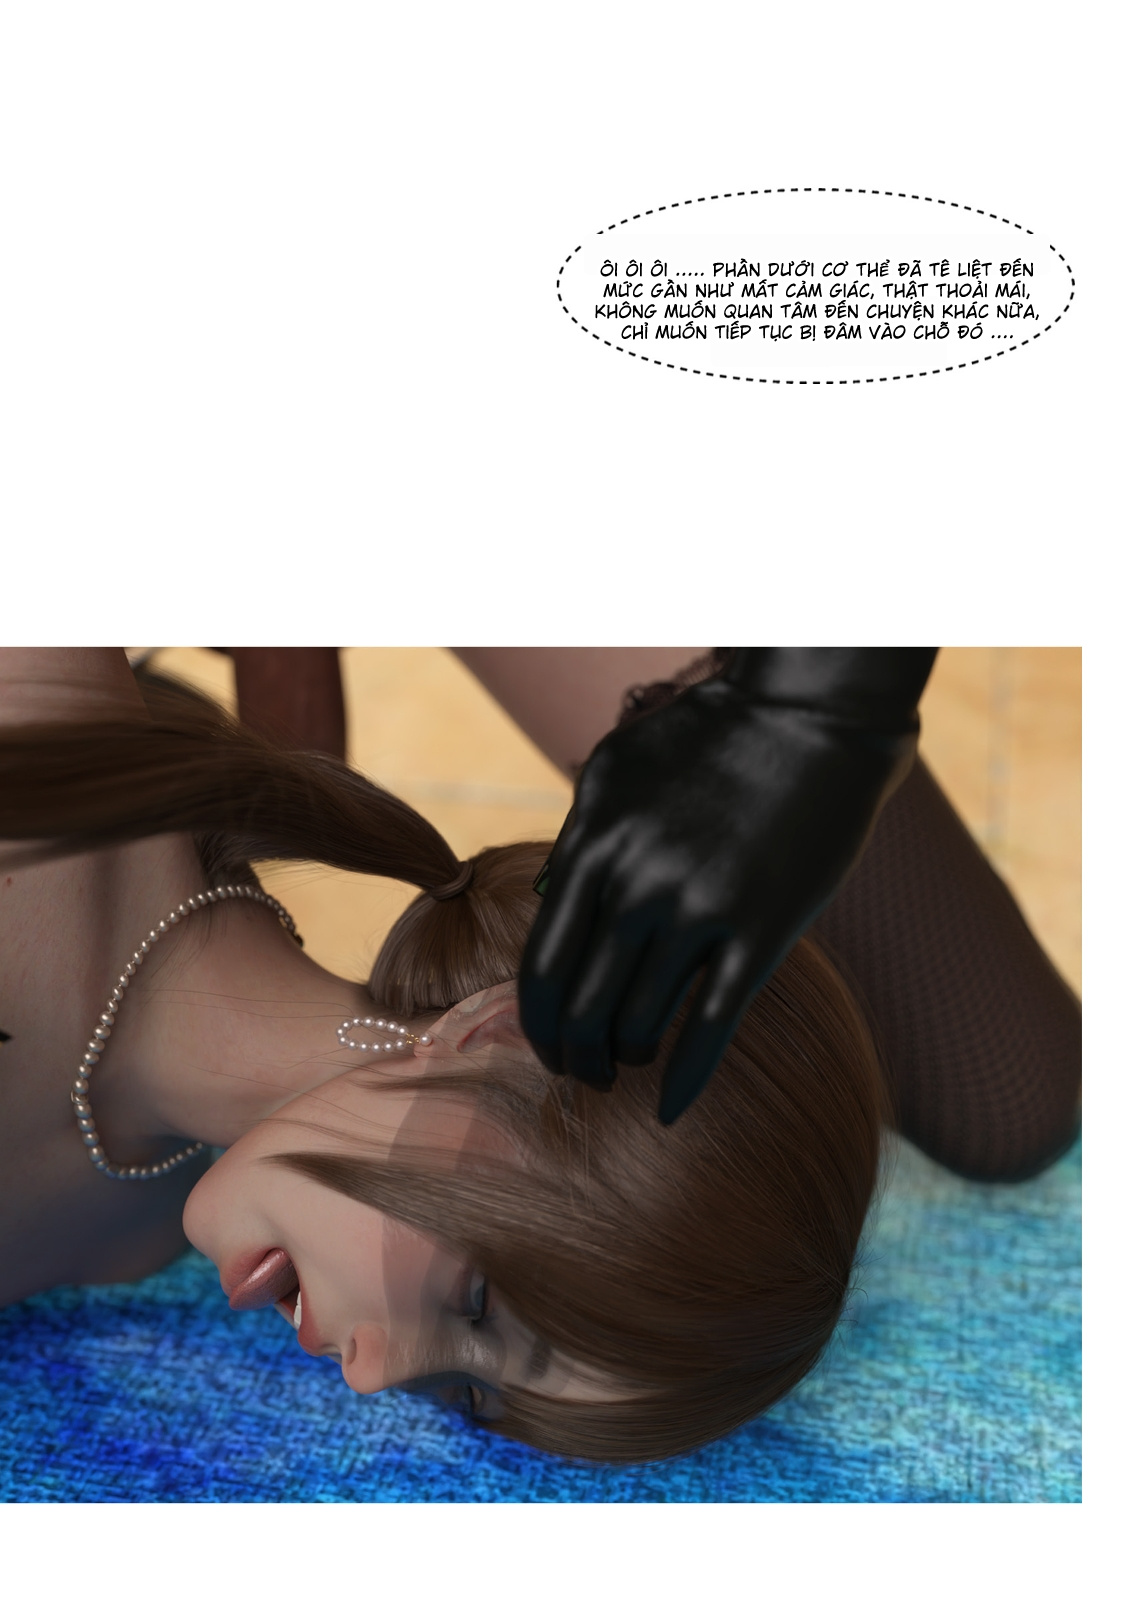 ÔI ÔI ÔI ..... PHẦN DƯỚI CƠ THỂ ĐÃ TÊ LIỆT ĐẾN
MỨC GẦN NHƯ MẤT CẢM GIÁC, THẬT THOẢI MÁI,
KHÔNG MUỐN QUAN TÂM ĐẾN CHUYỆN KHÁC NỮA,
CHỈ MUỐN TIẾP TỤC BỊ ĐÂM VÀO CHỖ ĐÓ ....